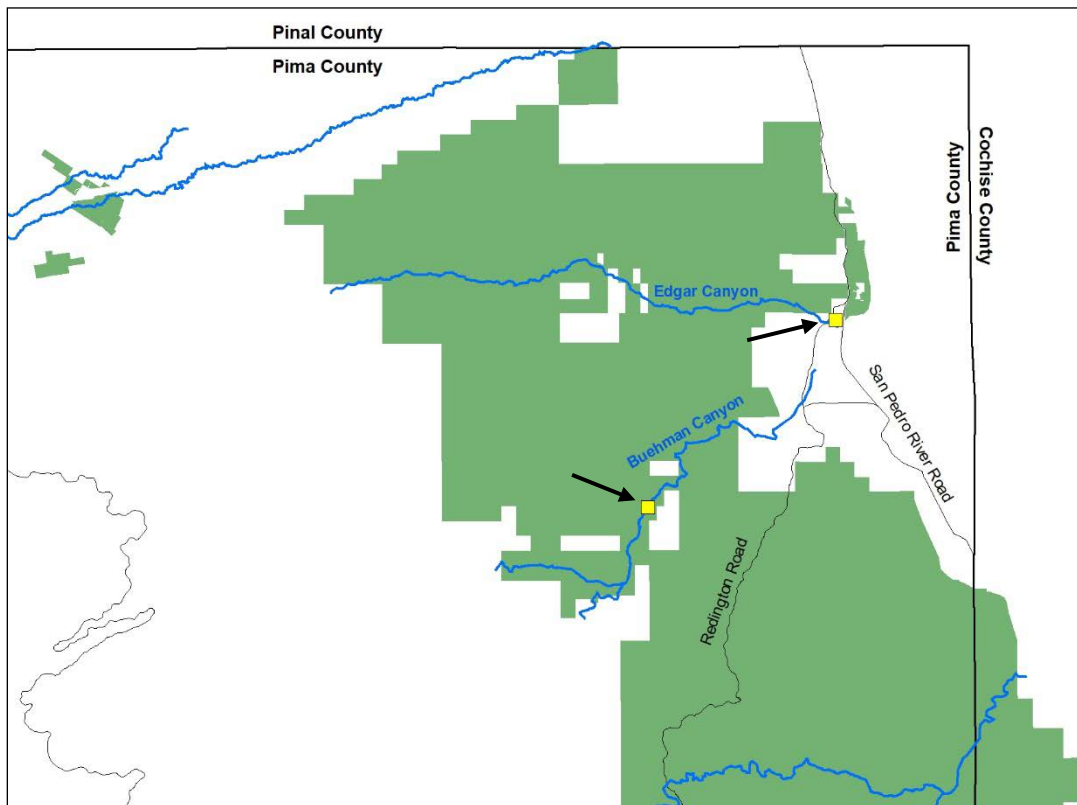 Pinal County
Pima County
Pima County
Cochise County
Edgar Canyon
Buehman Canyon
San Pedro River Road
Redington Road